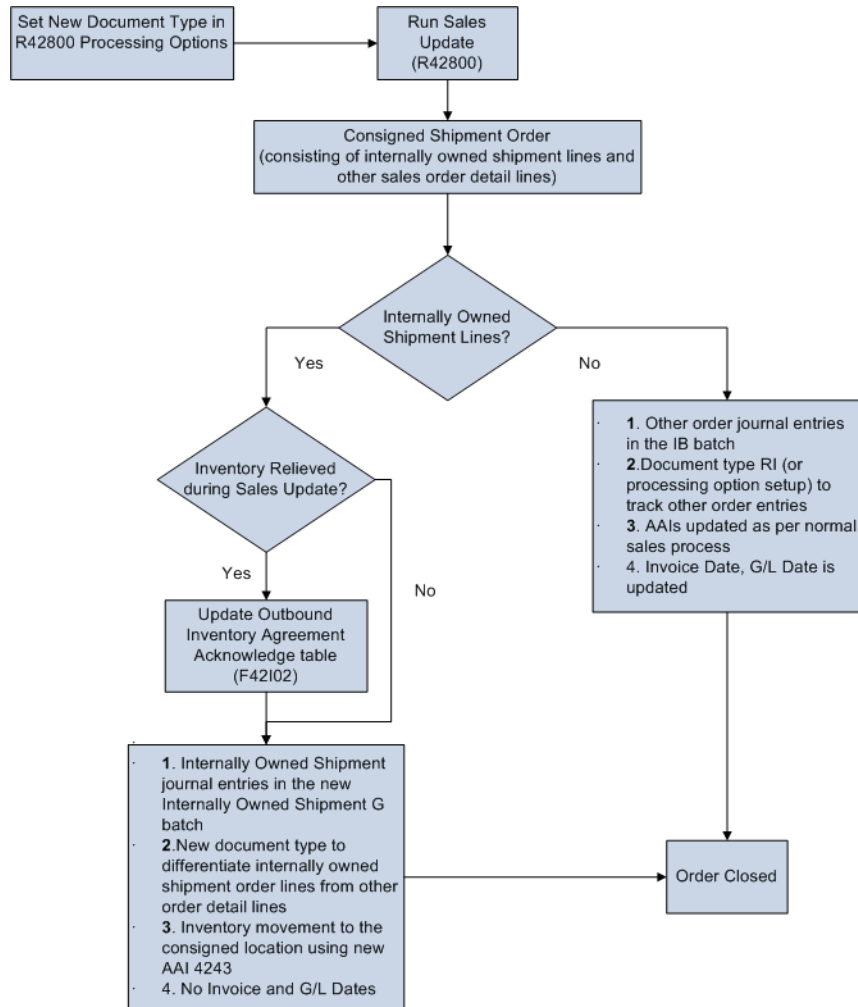 Set New Document Type in
R42800 Processing Options
Run Sales
Update
(R42800)
Consigned Shipment Order
(consisting of internally owned shipment lines and
other sales order detail lines)
Internally Owned
Shipment Lines?
Yes
No
Inventory Relieved
during Sales Update?
· 1. Other order journal entries
in the IB batch
· 2.Document type RI (or
processing option setup) to
track other order entries
· 3. AAIs updated as per normal
sales process
· 4. Invoice Date, G/L Date is
updated
Yes
No
Update Outbound
Inventory Agreement
Acknowledge table
(F42I02)
·
· 1. Internally Owned Shipment
journal entries in the new
Internally Owned Shipment G
batch
· 2.New document type to
differentiate internally owned
shipment order lines from other
order detail lines
· 3. Inventory movement to the
consigned location using new
AAI 4243
· 4. No Invoice and G/L Dates
Order Closed